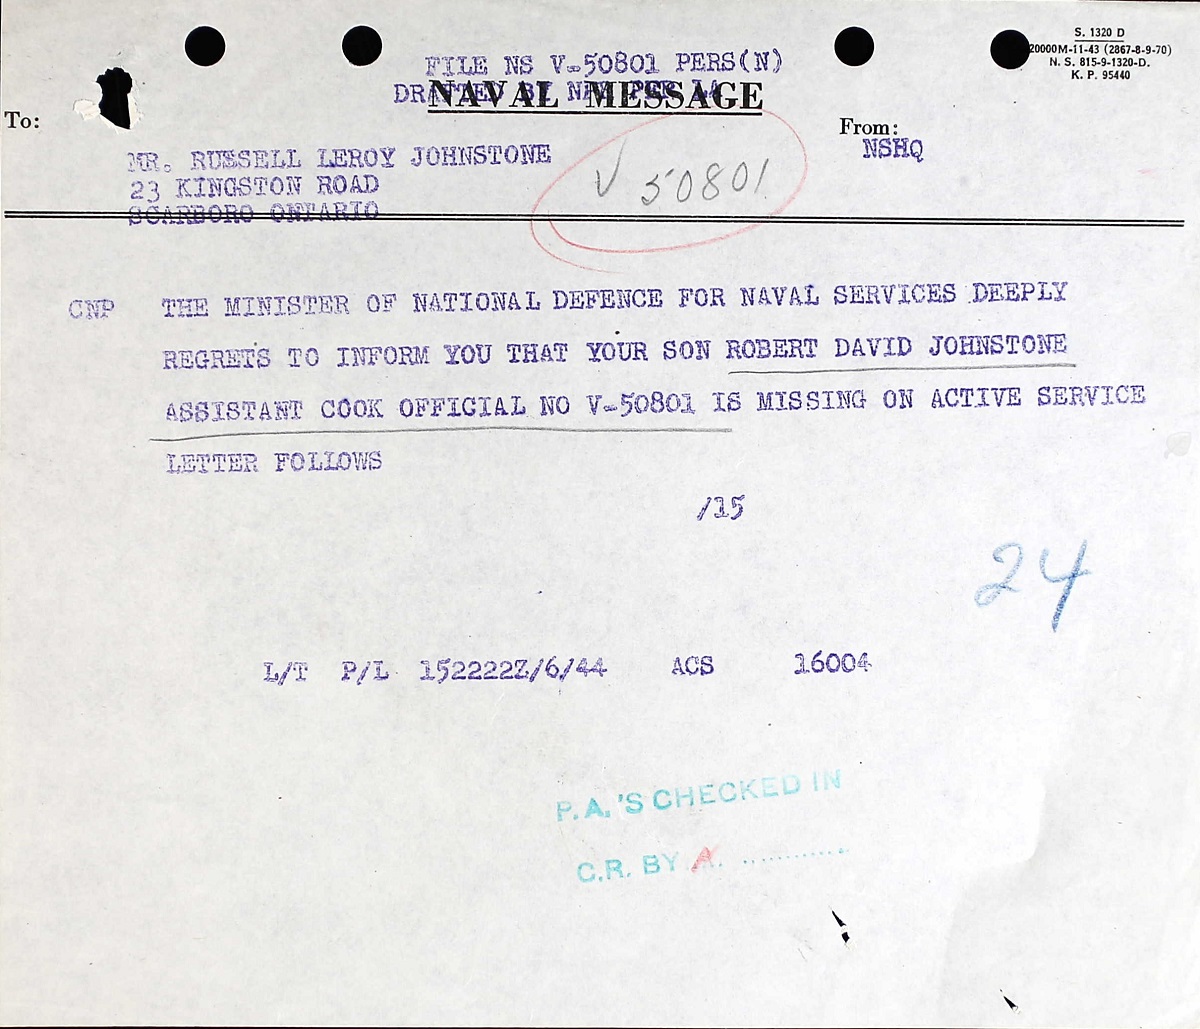 S. 1320 D
20000M-11-43 (2867-8-9-70)
N. S. 815-9-1320-D.
K. P. 95440
FILE NS V-50801 PERS(N)
DRAFTED BY
NAVAL MESSAGE
To:
From:
NSHQ
MR. RUSSELL LEROY JOHNSTONE
23 KINGSTON ROAD
SCARBORO ONTARIO
V 50801
CNP THE MINISTER OF NATIONAL DEFENCE FOR NAVAL SERVICES DEEPLY
REGRETS TO INFORM YOU THAT YOUR SON ROBERT DAVID JOHNSTONE
ASSISTANT COOK OFFICIAL NO V-50801 IS MISSING ON ACTIVE SERVICE
LETTER FOLLOWS
/15
24
L/T P/L 152222Z/6/44 ACS 16004
P.A.'S CHECKED IN
C.R. BY A